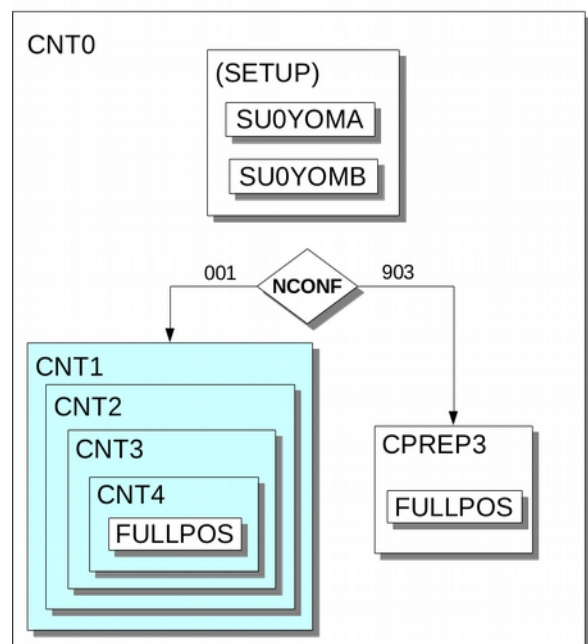 CNT0
(SETUP)
SU0YOMA
SU0YOMB
001
NCONF
903
CNT1
CNT2
CNT3
CNT4
FULLPOS
CPREP3
FULLPOS